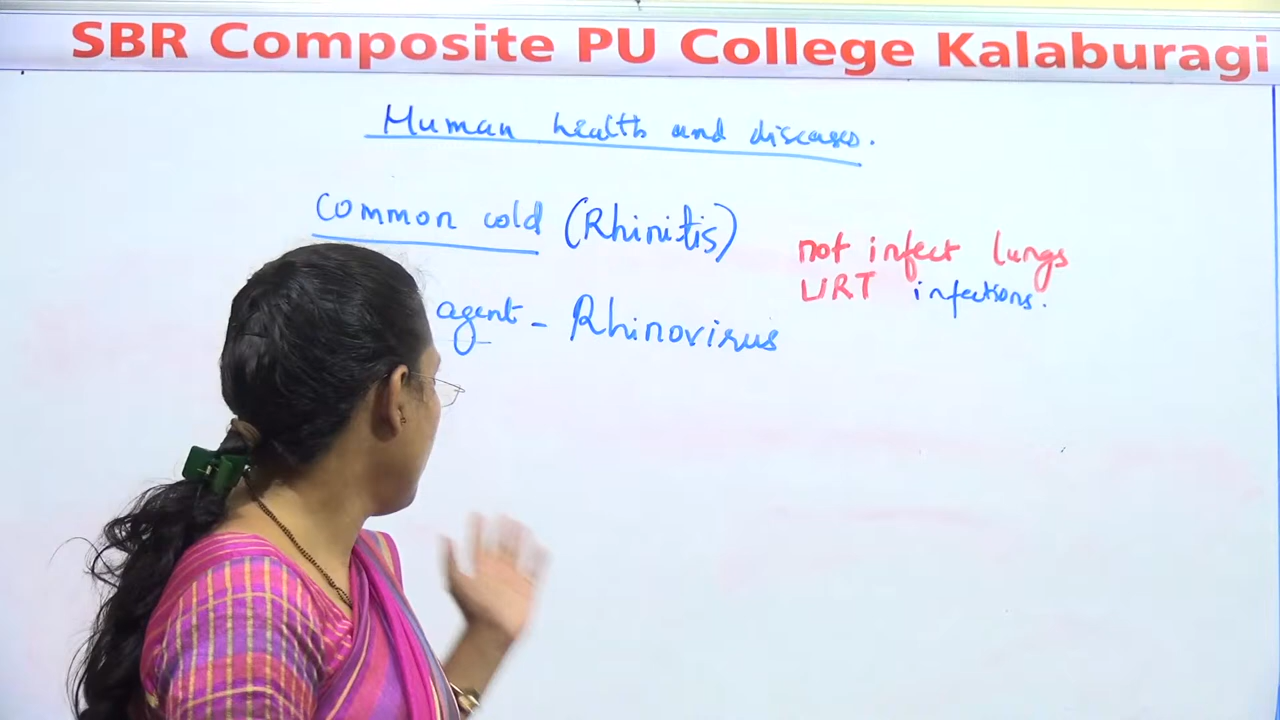 SBR Composite PU College Kalaburagi
Human health and diseases.
Common cold (Rhinitis)
not infect lungs
URT infections.
agent - Rhinovirus